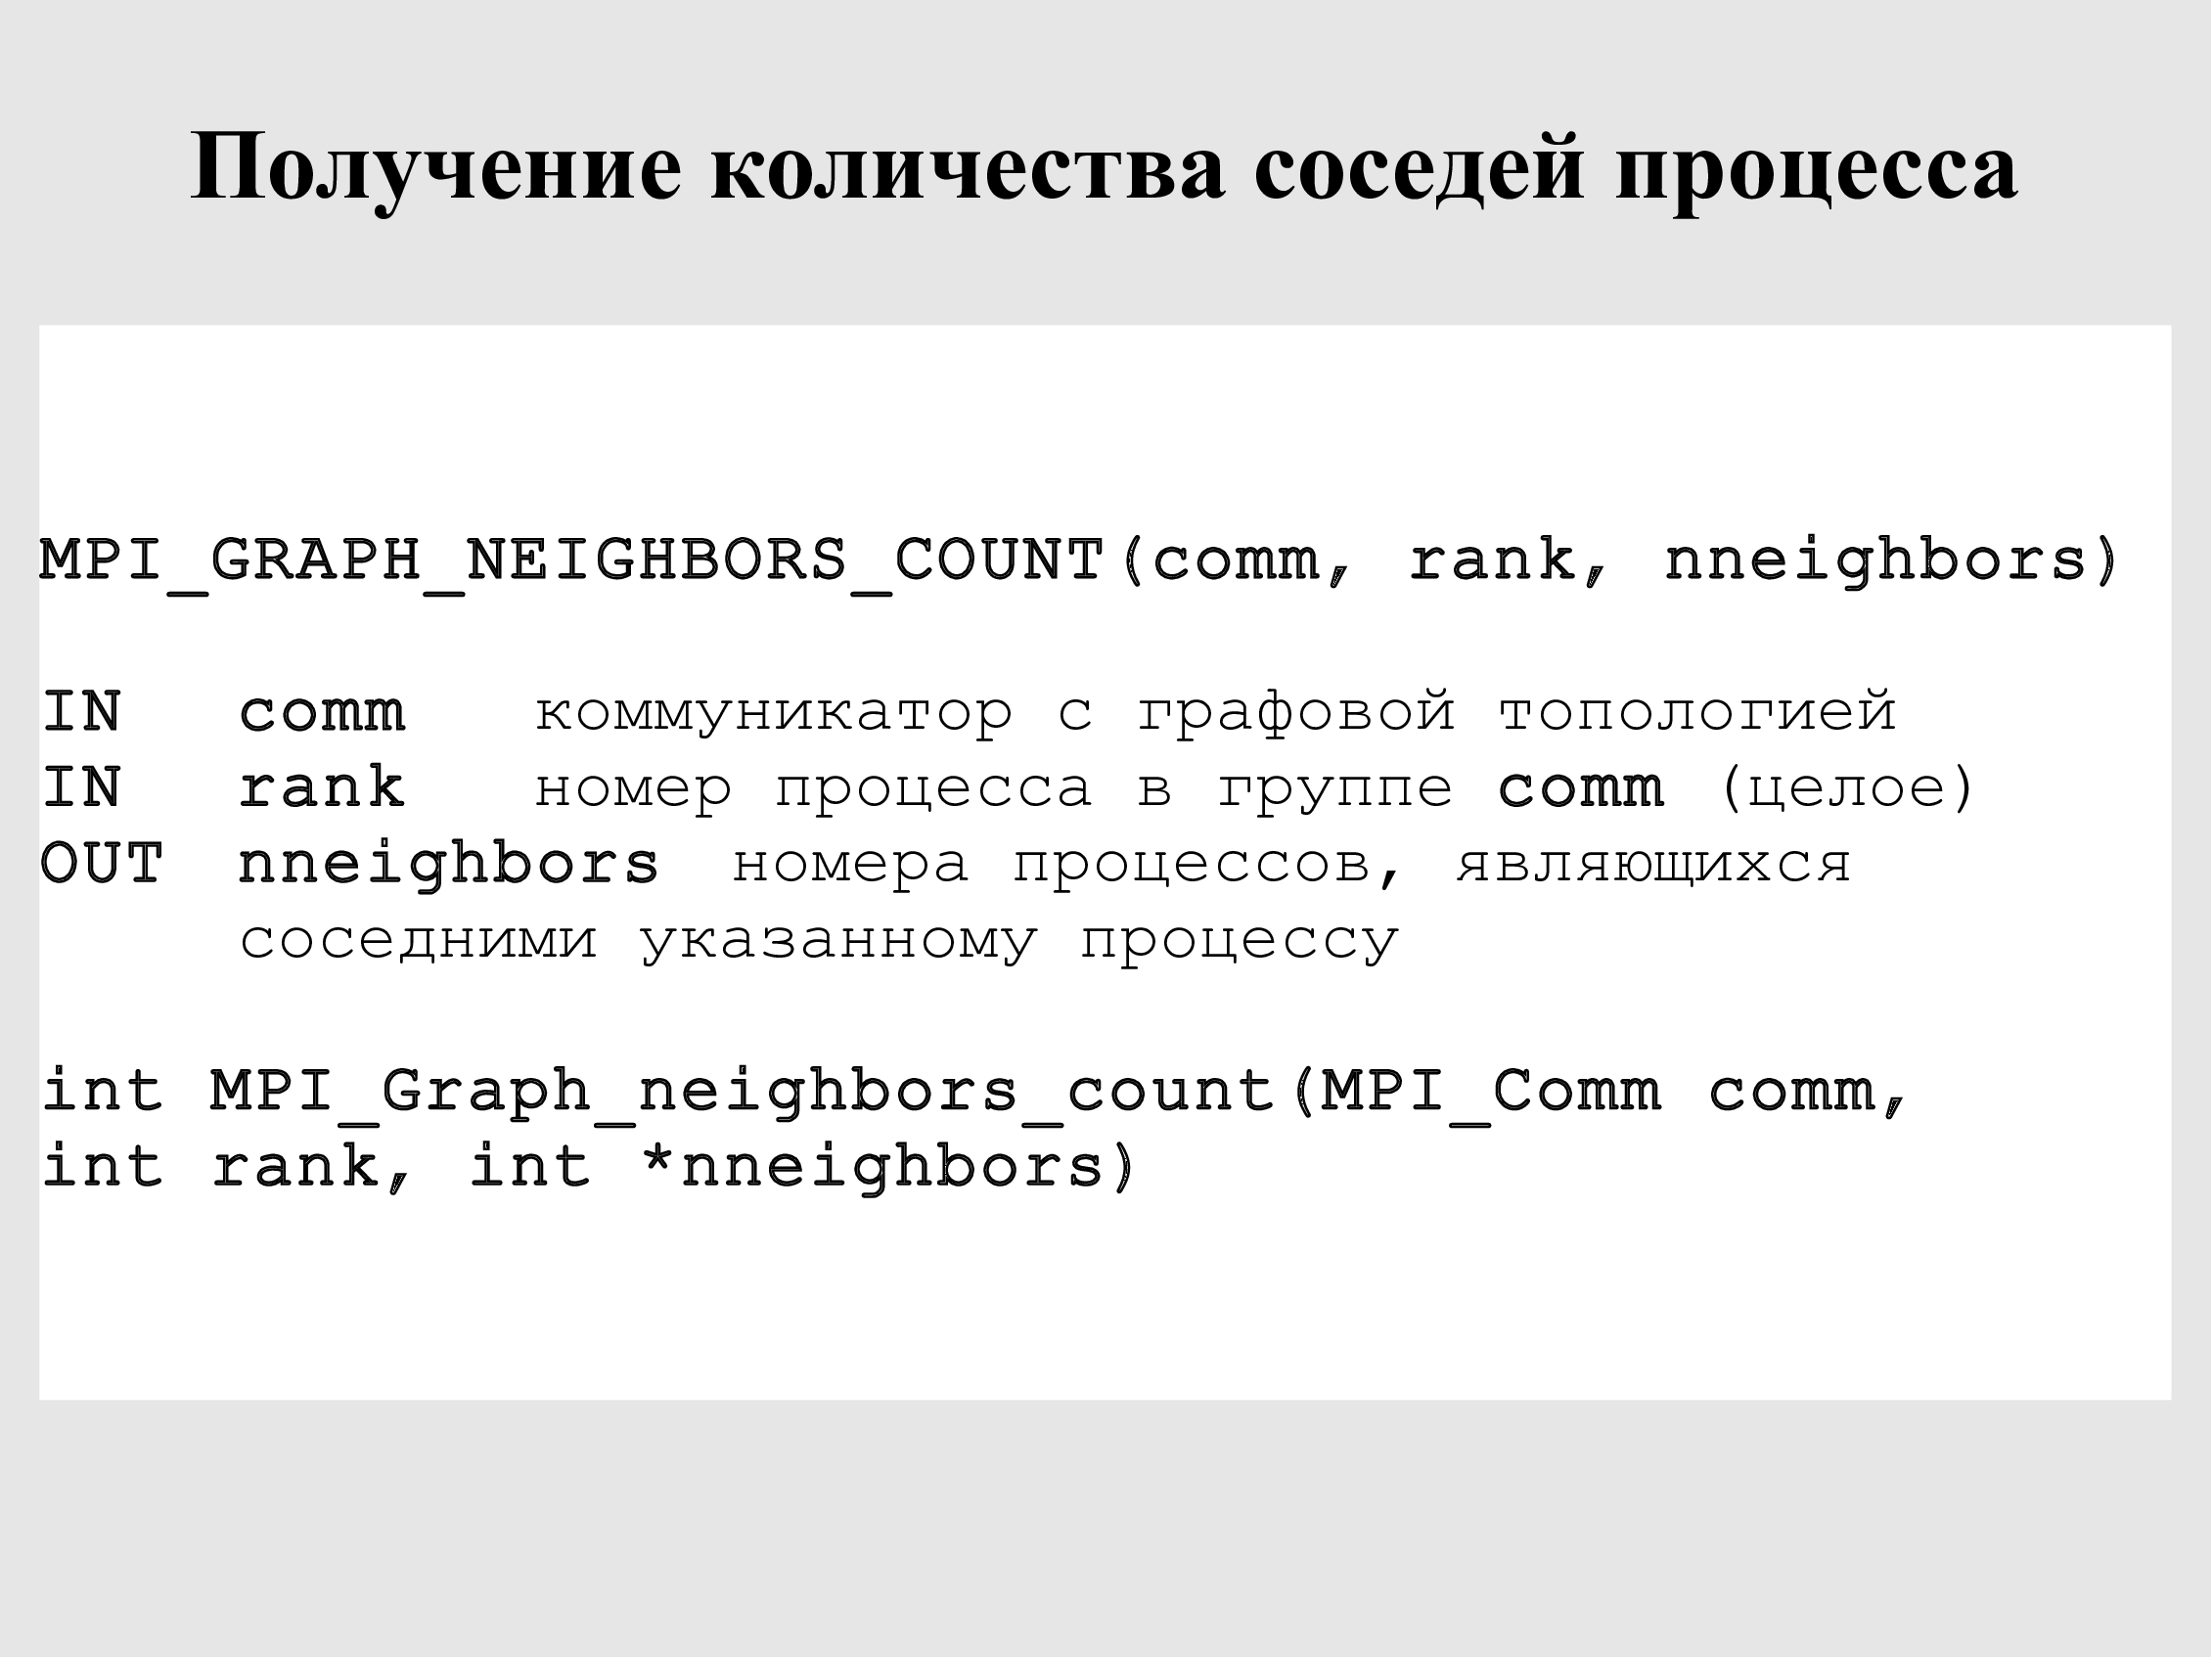 Получение количества соседей процесса
MPI_GRAPH_NEIGHBORS_COUNT(comm, rank, nneighbors)
IN comm коммуникатор с графовой топологией
IN rank номер процесса в группе comm (целое)
OUT nneighbors номера процессов, являющихся
соседними указанному процессу
int MPI_Graph_neighbors_count(MPI_Comm comm,
int rank, int *nneighbors)